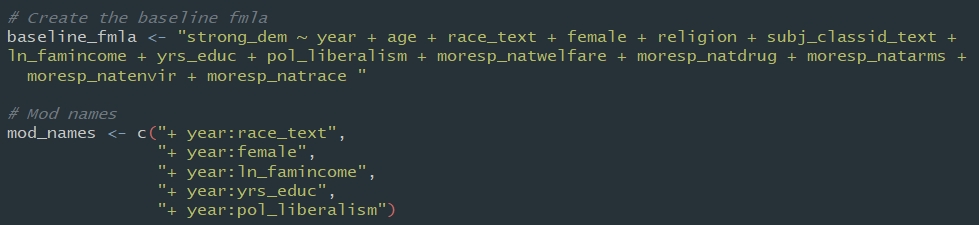 # Create the baseline fmla
baseline_fmla <- "strong_dem ~ year + age + race_text + female + religion + subj_classid_text +
ln_famincome + yrs_educ + pol_liberalism + moresp_natwelfare + moresp_natdrug + moresp_natarms +
  moresp_natenvir + moresp_natrace "

# Mod names
mod_names <- c("+ year:race_text",
               "+ year:female",
               "+ year:ln_famincome",
               "+ year:yrs_educ",
               "+ year:pol_liberalism")